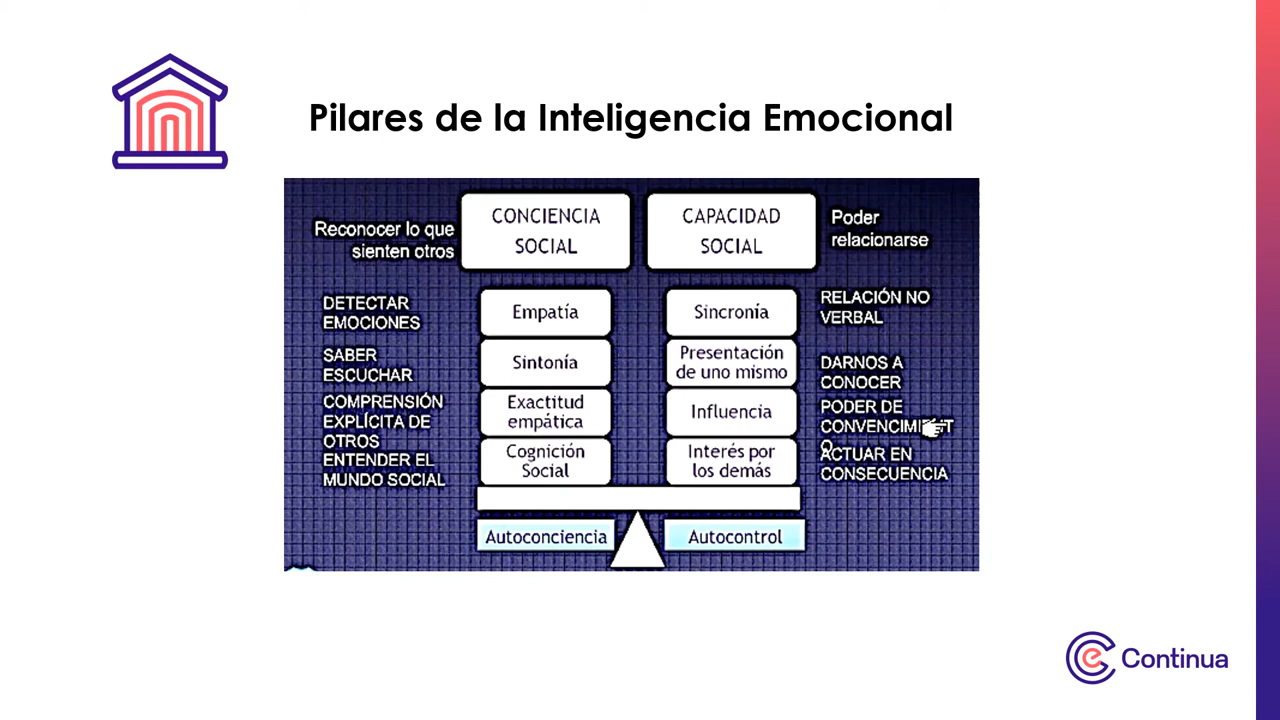 Pilares de la Inteligencia Emocional
Reconocer lo que
sienten otros
CONCIENCIA
SOCIAL
CAPACIDAD
SOCIAL
Poder
relacionarse
DETECTAR
EMOCIONES
Empatía
Sincronía
RELACIÓN NO
VERBAL
SABER
ESCUCHAR
Sintonía
Presentación
de uno mismo
DARNOS A
CONOCER
COMPRENSIÓN
EXPLÍCITA DE
OTROS
Exactitud
empática
Influencia
PODER DE
CONVENCIMIENT
O
ENTENDER EL
MUNDO SOCIAL
Cognición
Social
Interés por
los demás
ACTUAR EN
CONSECUENCIA
Autoconciencia
Autocontrol
Continua